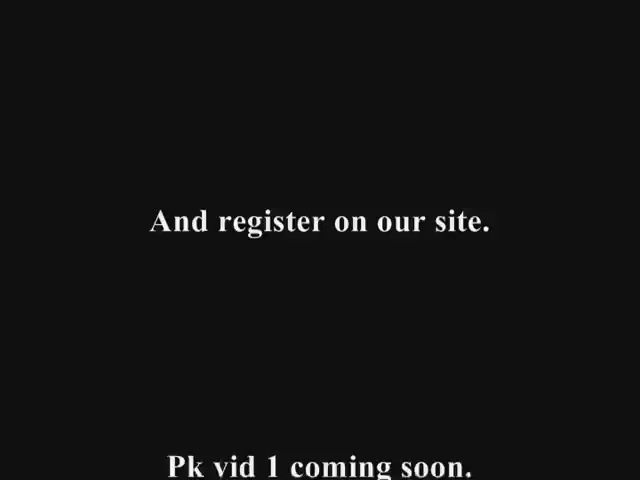 And register on our site.
Pk vid 1 coming soon.